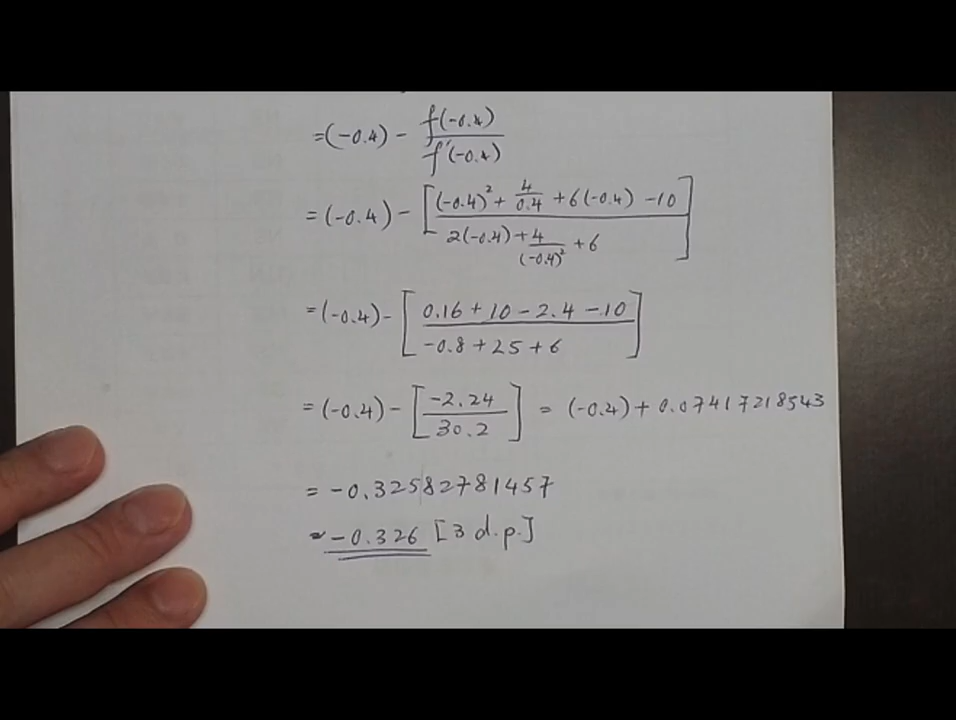 =(-0.4) - f(-0.4)/f'(-0.4)
=(-0.4) - [((-0.4)² + 4/0.4 + 6(-0.4) - 10)/(2(-0.4) + 4/(-0.4)² + 6)]
=(-0.4) - [(0.16 + 10 - 2.4 - 10)/(-0.8 + 25 + 6)]
=(-0.4) - [-2.24/30.2] = (-0.4) + 0.07417218543
= -0.32582781457
≈ -0.326 [3 d.p.]